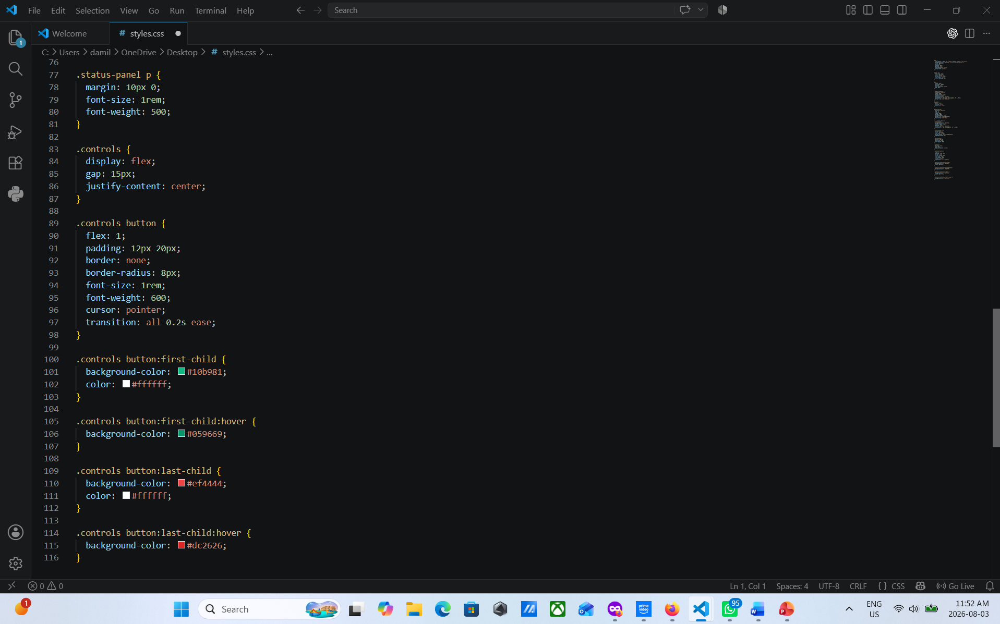 File Edit Selection View Go Run Terminal Help
Search
Welcome
# styles.css
1
C: > Users > damil > OneDrive > Desktop > # styles.css > ...
76
77 .status-panel p {
78 margin: 10px 0;
79 font-size: 1rem;
80 font-weight: 500;
81 }
82
83 .controls {
84 display: flex;
85 gap: 15px;
86 justify-content: center;
87 }
88
89 .controls button {
90 flex: 1;
91 padding: 12px 20px;
92 border: none;
93 border-radius: 8px;
94 font-size: 1rem;
95 font-weight: 600;
96 cursor: pointer;
97 transition: all 0.2s ease;
98 }
99
100 .controls button:first-child {
101 background-color: #10b981;
102 color: #ffffff;
103 }
104
105 .controls button:first-child:hover {
106 background-color: #059669;
107 }
108
109 .controls button:last-child {
110 background-color: #ef4444;
111 color: #ffffff;
112 }
113
114 .controls button:last-child:hover {
115 background-color: #dc2626;
116 }
0 0
Ln 1, Col 1 Spaces: 4 UTF-8 CRLF { } CSS Go Live
1
Search
prime video
95
ENG
US
11:52 AM
2026-08-03